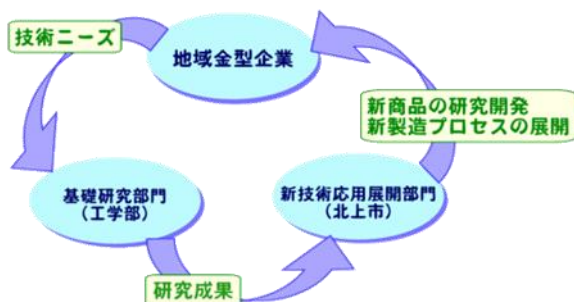 技術ニーズ
地域金型企業
新商品の研究開発
新製造プロセスの展開
基礎研究部門
(工学部)
新技術応用展開部門
(北上市)
研究成果